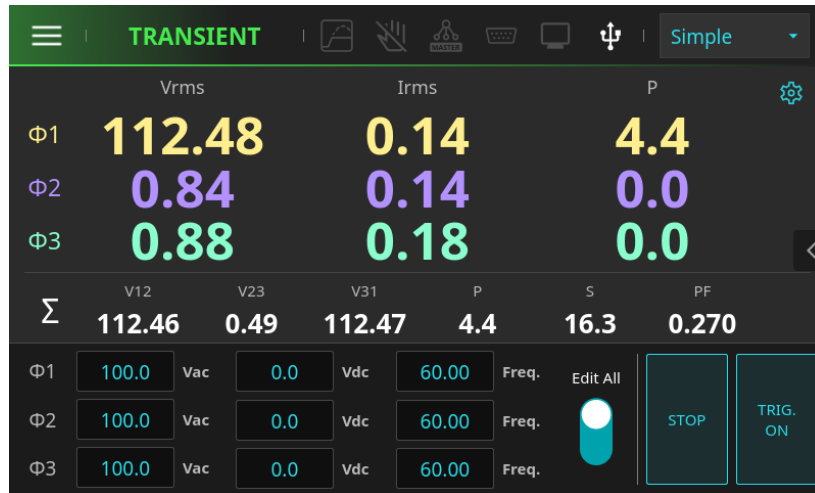 TRANSIENT MASTER Simple
Vrms Irms P
Φ1 112.48 0.14 4.4
Φ2 0.84 0.14 0.0
Φ3 0.88 0.18 0.0
V12 V23 V31 P S PF
Σ 112.46 0.49 112.47 4.4 16.3 0.270
Φ1 100.0 Vac 0.0 Vdc 60.00 Freq.
Φ2 100.0 Vac 0.0 Vdc 60.00 Freq.
Φ3 100.0 Vac 0.0 Vdc 60.00 Freq.
Edit All
STOP
TRIG.
ON